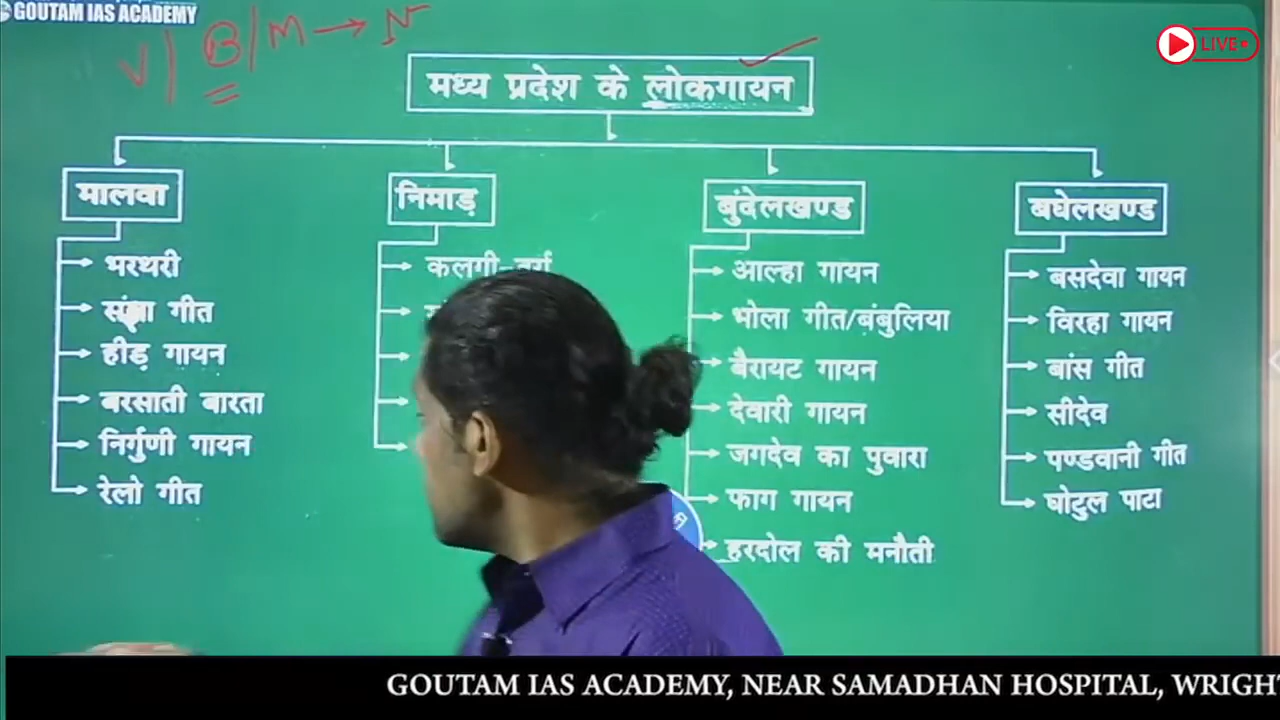 GOUTAM IAS ACADEMY
V | B | M → N
LIVE
मध्य प्रदेश के लोकगायन
मालवा
भरथरी
संझा गीत
हीड़ गायन
बरसाती बारता
निर्गुणी गायन
रेलो गीत
निमाड़
कलगी-तुर्रा
बुंदेलखण्ड
आल्हा गायन
भोला गीत/बंबुलिया
बैरायट गायन
देवारी गायन
जगदेव का पुवारा
फाग गायन
हरदोल की मनौती
बघेलखण्ड
बसदेवा गायन
विरहा गायन
बांस गीत
सीदेव
पण्डवानी गीत
घोटुल पाटा
GOUTAM IAS ACADEMY, NEAR SAMADHAN HOSPITAL, WRIGHT